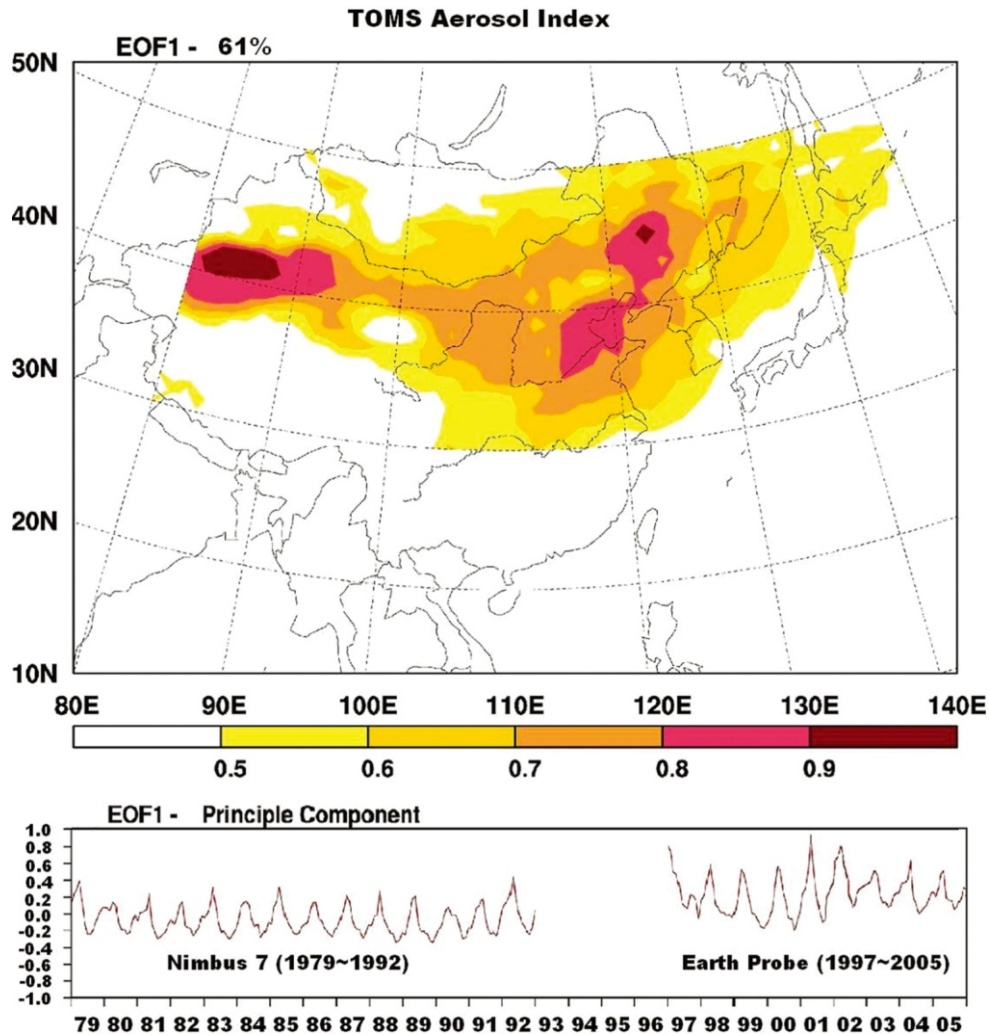 TOMS Aerosol Index
EOF1 - 61%
50N
40N
30N
20N
10N
80E 90E 100E 110E 120E 130E 140E
0.5 0.6 0.7 0.8 0.9
EOF1 - Principle Component
1.0
0.8
0.6
0.4
0.2
0.0
-0.2
-0.4
-0.6
-0.8
-1.0
Nimbus 7 (1979~1992) Earth Probe (1997~2005)
79 80 81 82 83 84 85 86 87 88 89 90 91 92 93 94 95 96 97 98 99 00 01 02 03 04 05